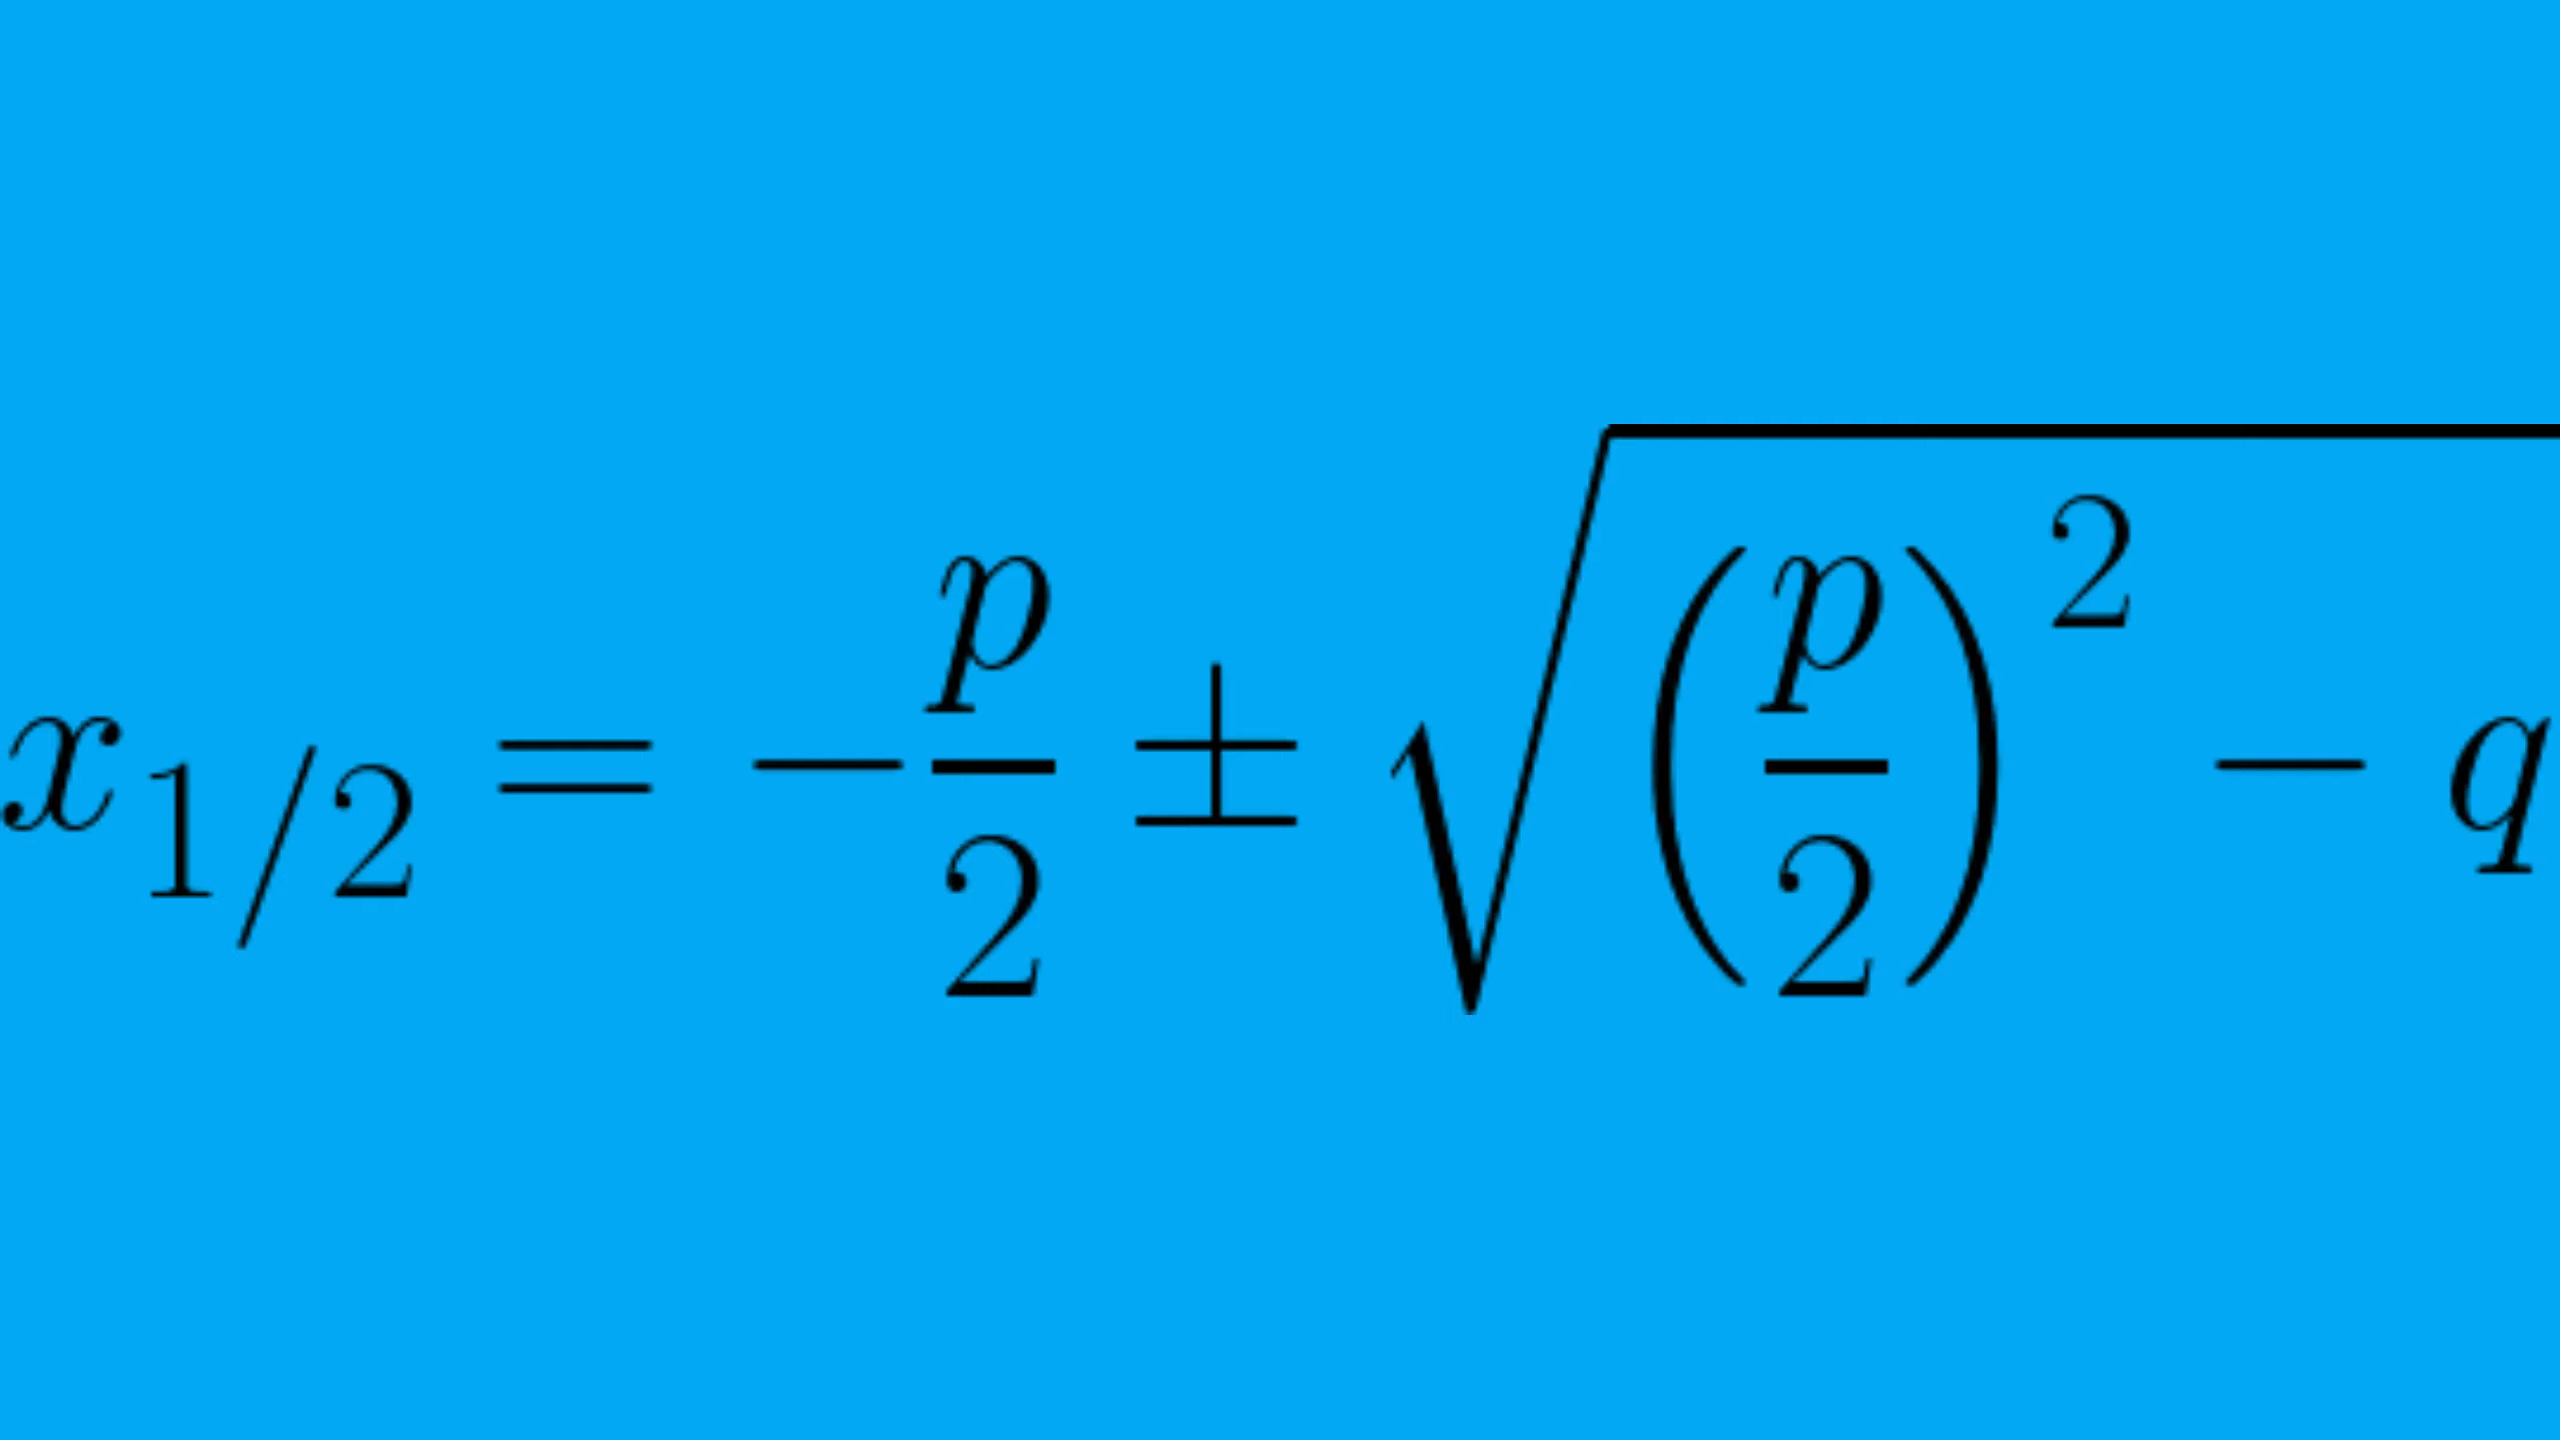 x_{1/2} = -\frac{p}{2} \pm \sqrt{\left(\frac{p}{2}\right)^2 - q}